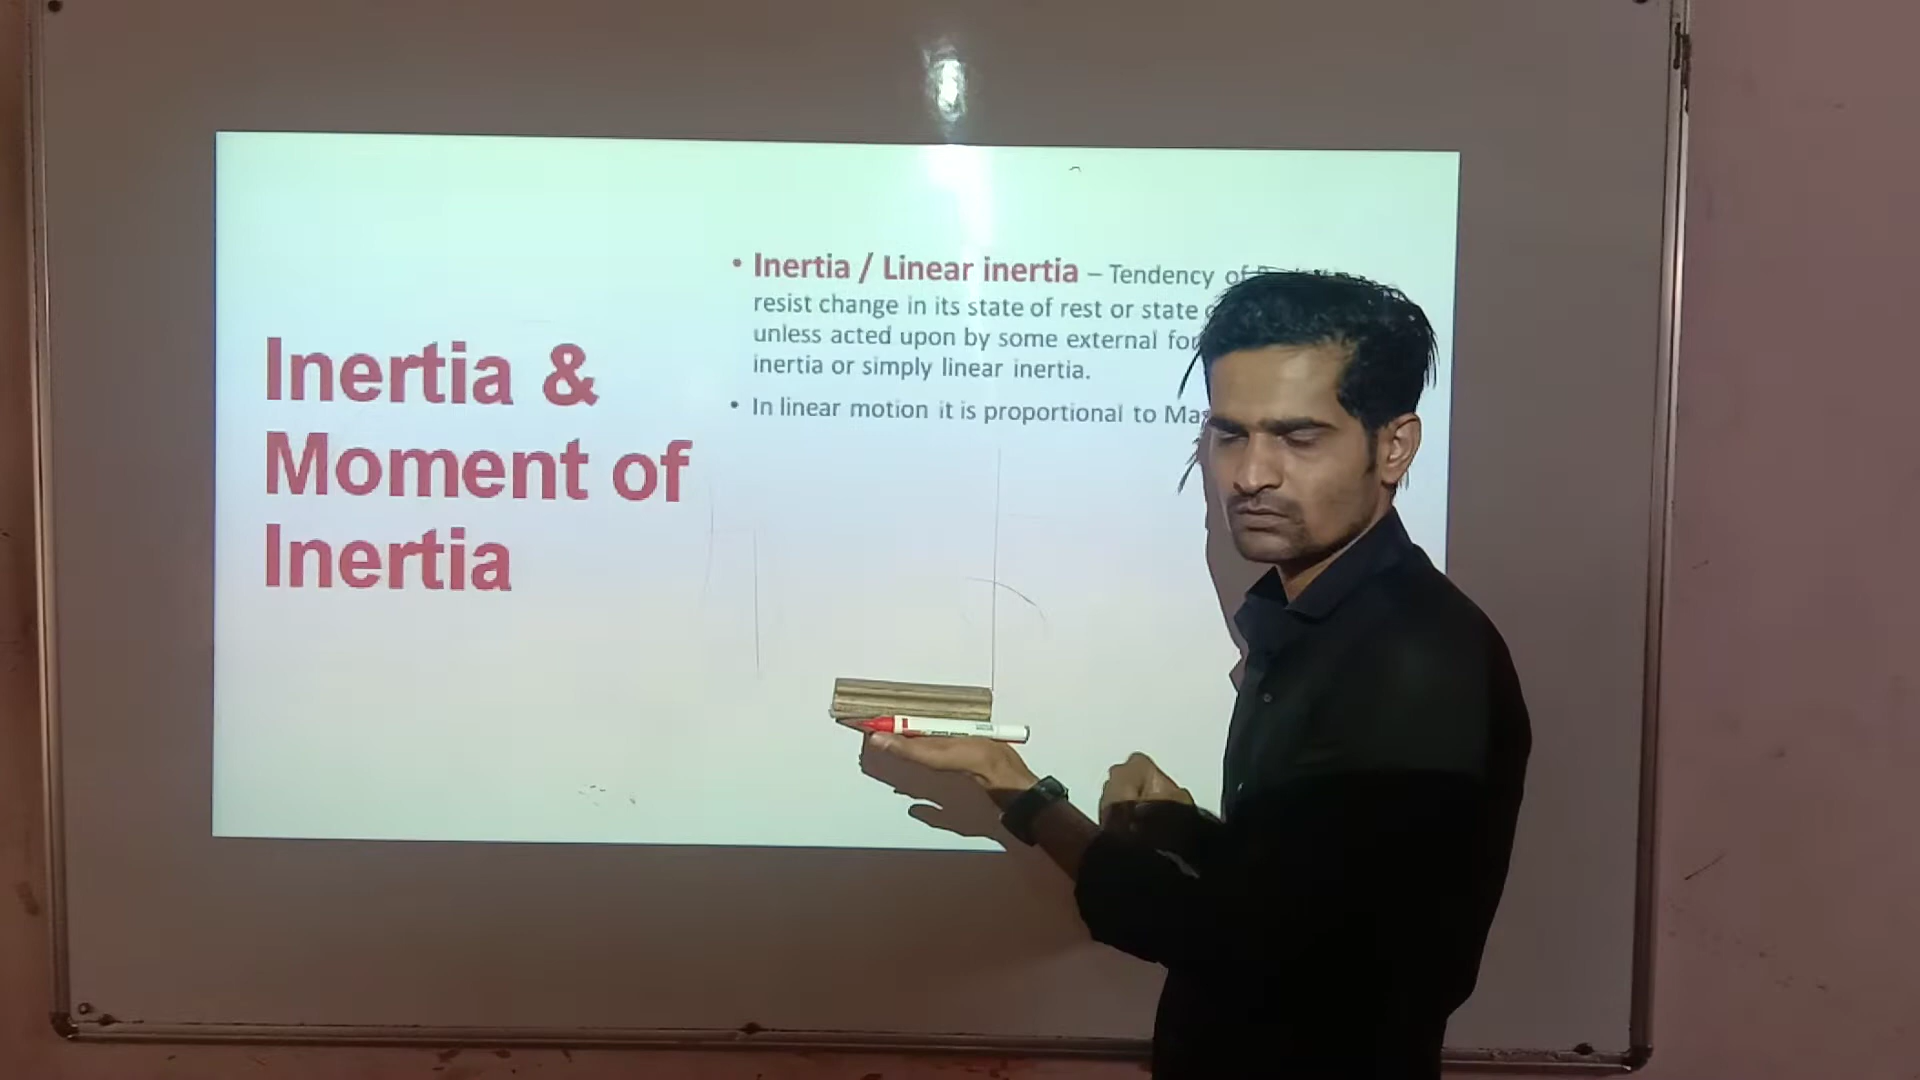 Inertia &
Moment of
Inertia
• Inertia / Linear inertia – Tendency of
resist change in its state of rest or state
unless acted upon by some external
inertia or simply linear inertia.
• In linear motion it is proportional to